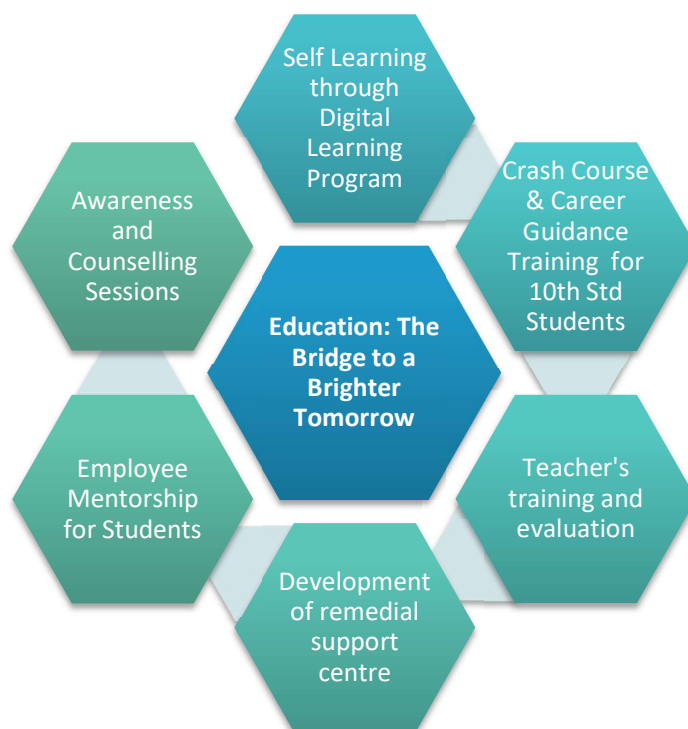 Self Learning
through
Digital
Learning
Program
Crash Course
& Career
Guidance
Training for
10th Std
Students
Teacher's
training and
evaluation
Development
of remedial
support
centre
Employee
Mentorship
for Students
Awareness
and
Counselling
Sessions
Education: The
Bridge to a
Brighter
Tomorrow